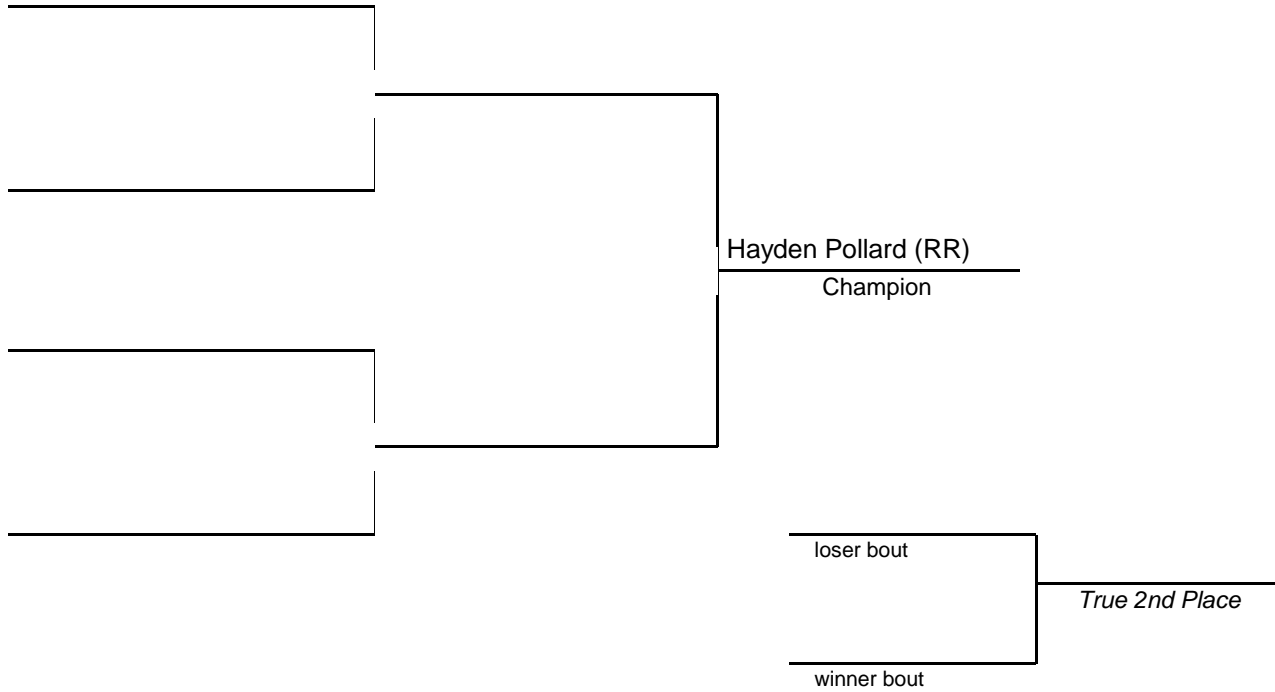 Hayden Pollard (RR)
Champion
loser bout
True 2nd Place
winner bout